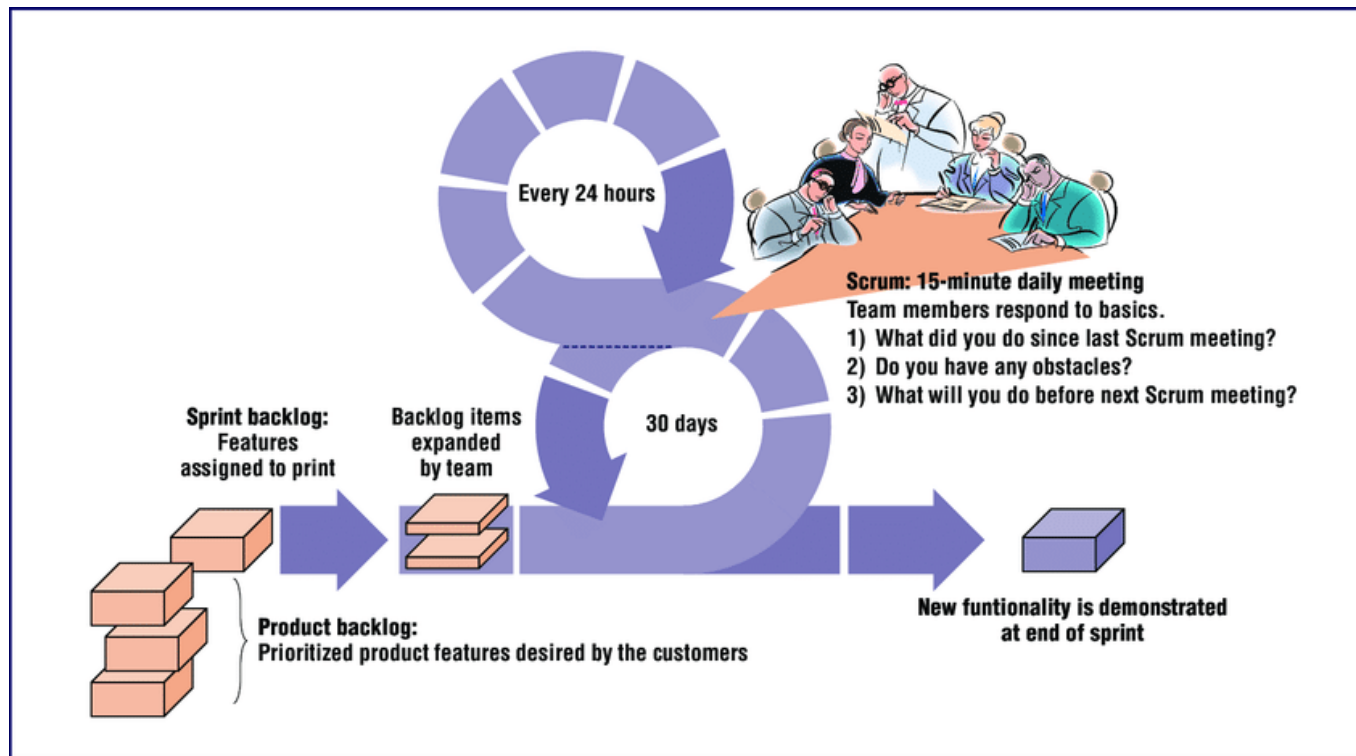 Every 24 hours
Scrum: 15-minute daily meeting
Team members respond to basics.
1) What did you do since last Scrum meeting?
2) Do you have any obstacles?
3) What will you do before next Scrum meeting?
30 days
Sprint backlog:
Features
assigned to print
Backlog items
expanded
by team
Product backlog:
Prioritized product features desired by the customers
New funtionality is demonstrated
at end of sprint